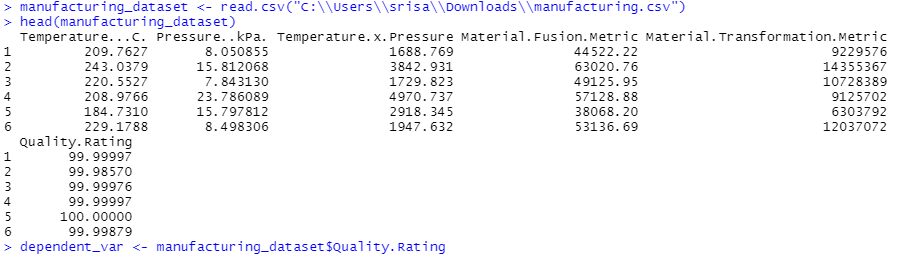 > manufacturing_dataset <- read.csv("C:\\Users\\srisa\\Downloads\\manufacturing.csv")
> head(manufacturing_dataset)
  Temperature...C. Pressure..kPa. Temperature.x.Pressure Material.Fusion.Metric Material.Transformation.Metric
1         209.7627       8.050855               1688.769               44522.22                        9229576
2         243.0379      15.812068               3842.931               63020.76                       14355367
3         220.5527       7.843130               1729.823               49125.95                       10728389
4         208.9766      23.786089               4970.737               57128.88                        9125702
5         184.7310      15.797812               2918.345               38068.20                        6303792
6         229.1788       8.498306               1947.632               53136.69                       12037072
  Quality.Rating
1       99.99997
2       99.98570
3       99.99976
4       99.99997
5      100.00000
6       99.99879
> dependent_var <- manufacturing_dataset$Quality.Rating